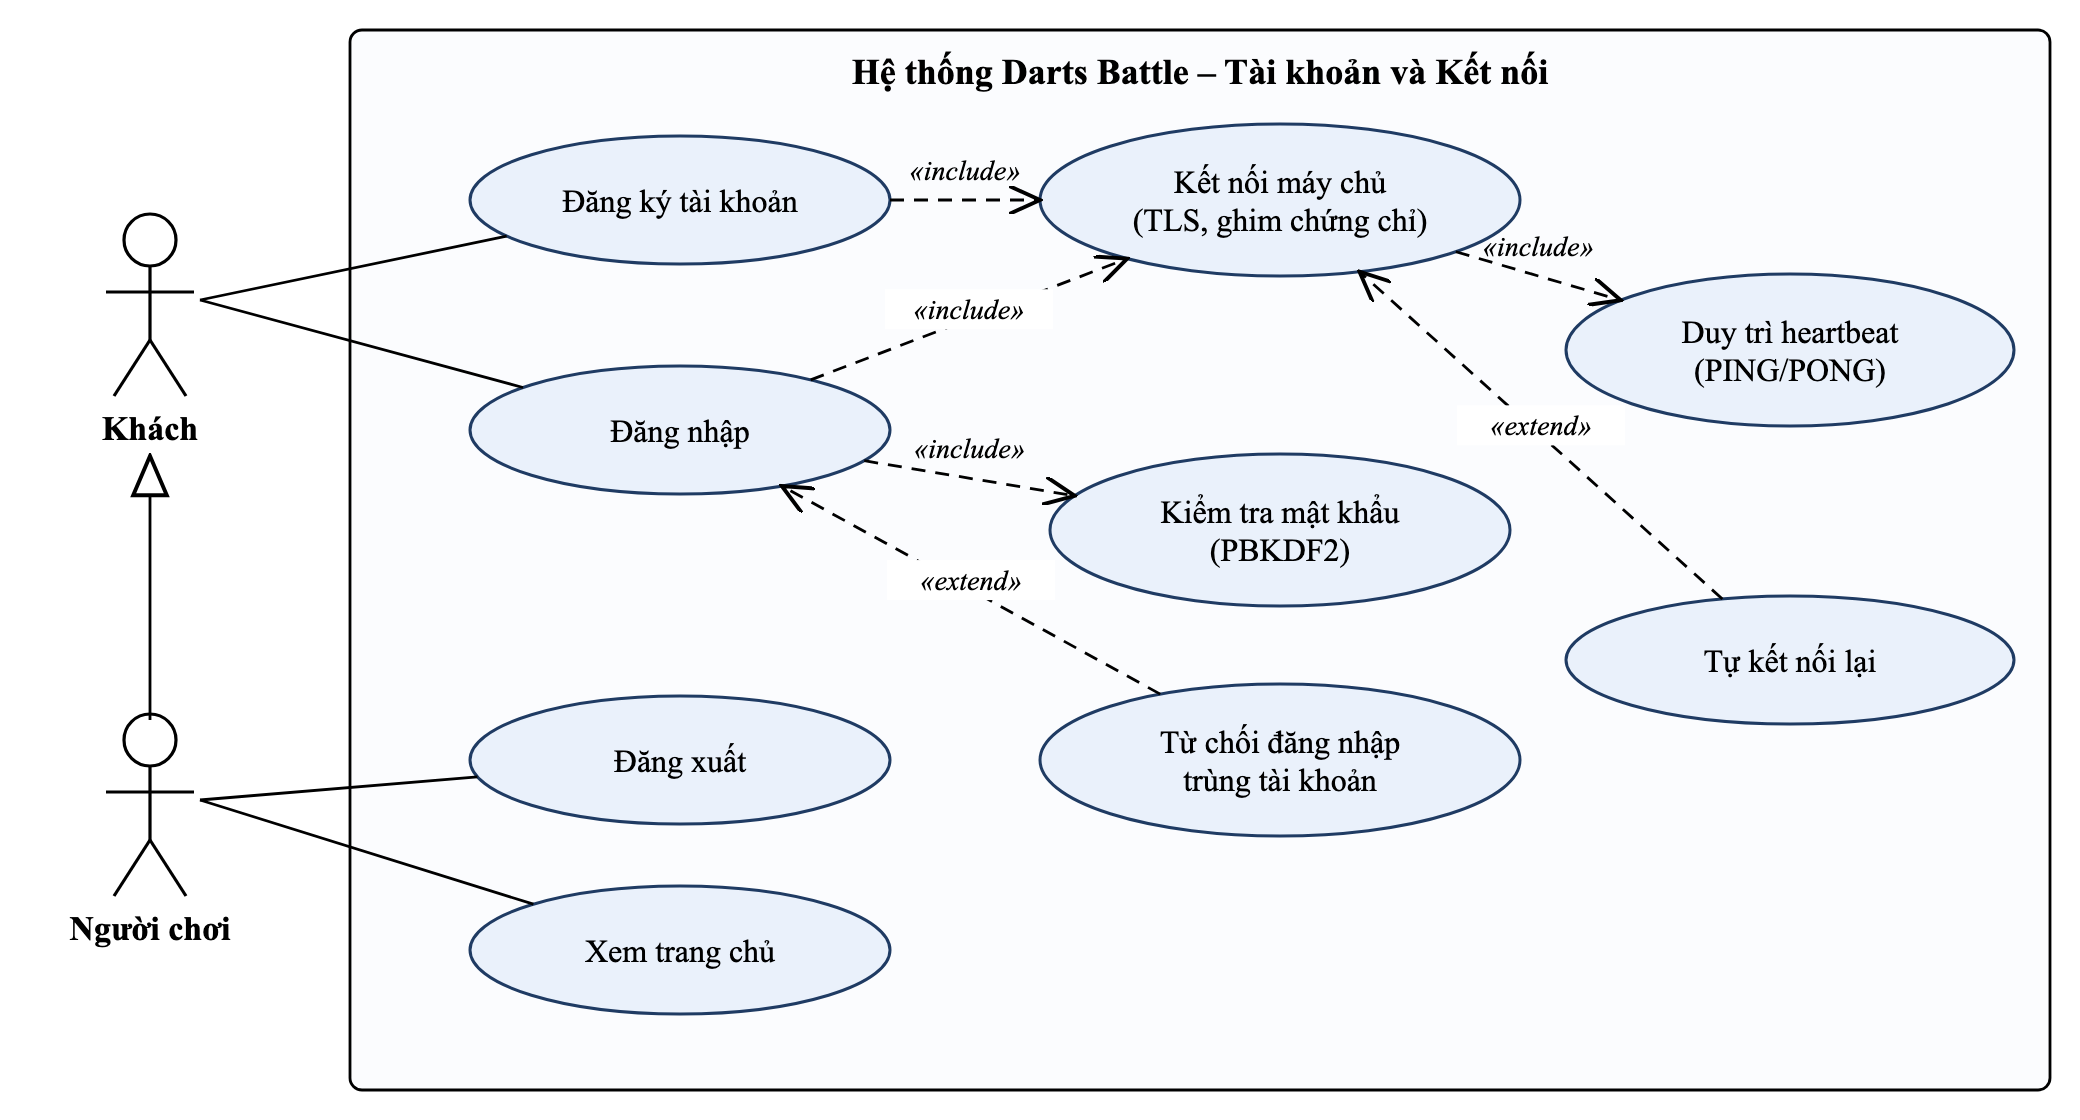 Hệ thống Darts Battle – Tài khoản và Kết nối
Đăng ký tài khoản
«include»
Kết nối máy chủ
(TLS, ghim chứng chỉ)
«include»
«include»
Duy trì heartbeat
(PING/PONG)
Khách
Đăng nhập
«include»
«extend»
Kiểm tra mật khẩu
(PBKDF2)
«extend»
Tự kết nối lại
Đăng xuất
Từ chối đăng nhập
trùng tài khoản
Người chơi
Xem trang chủ